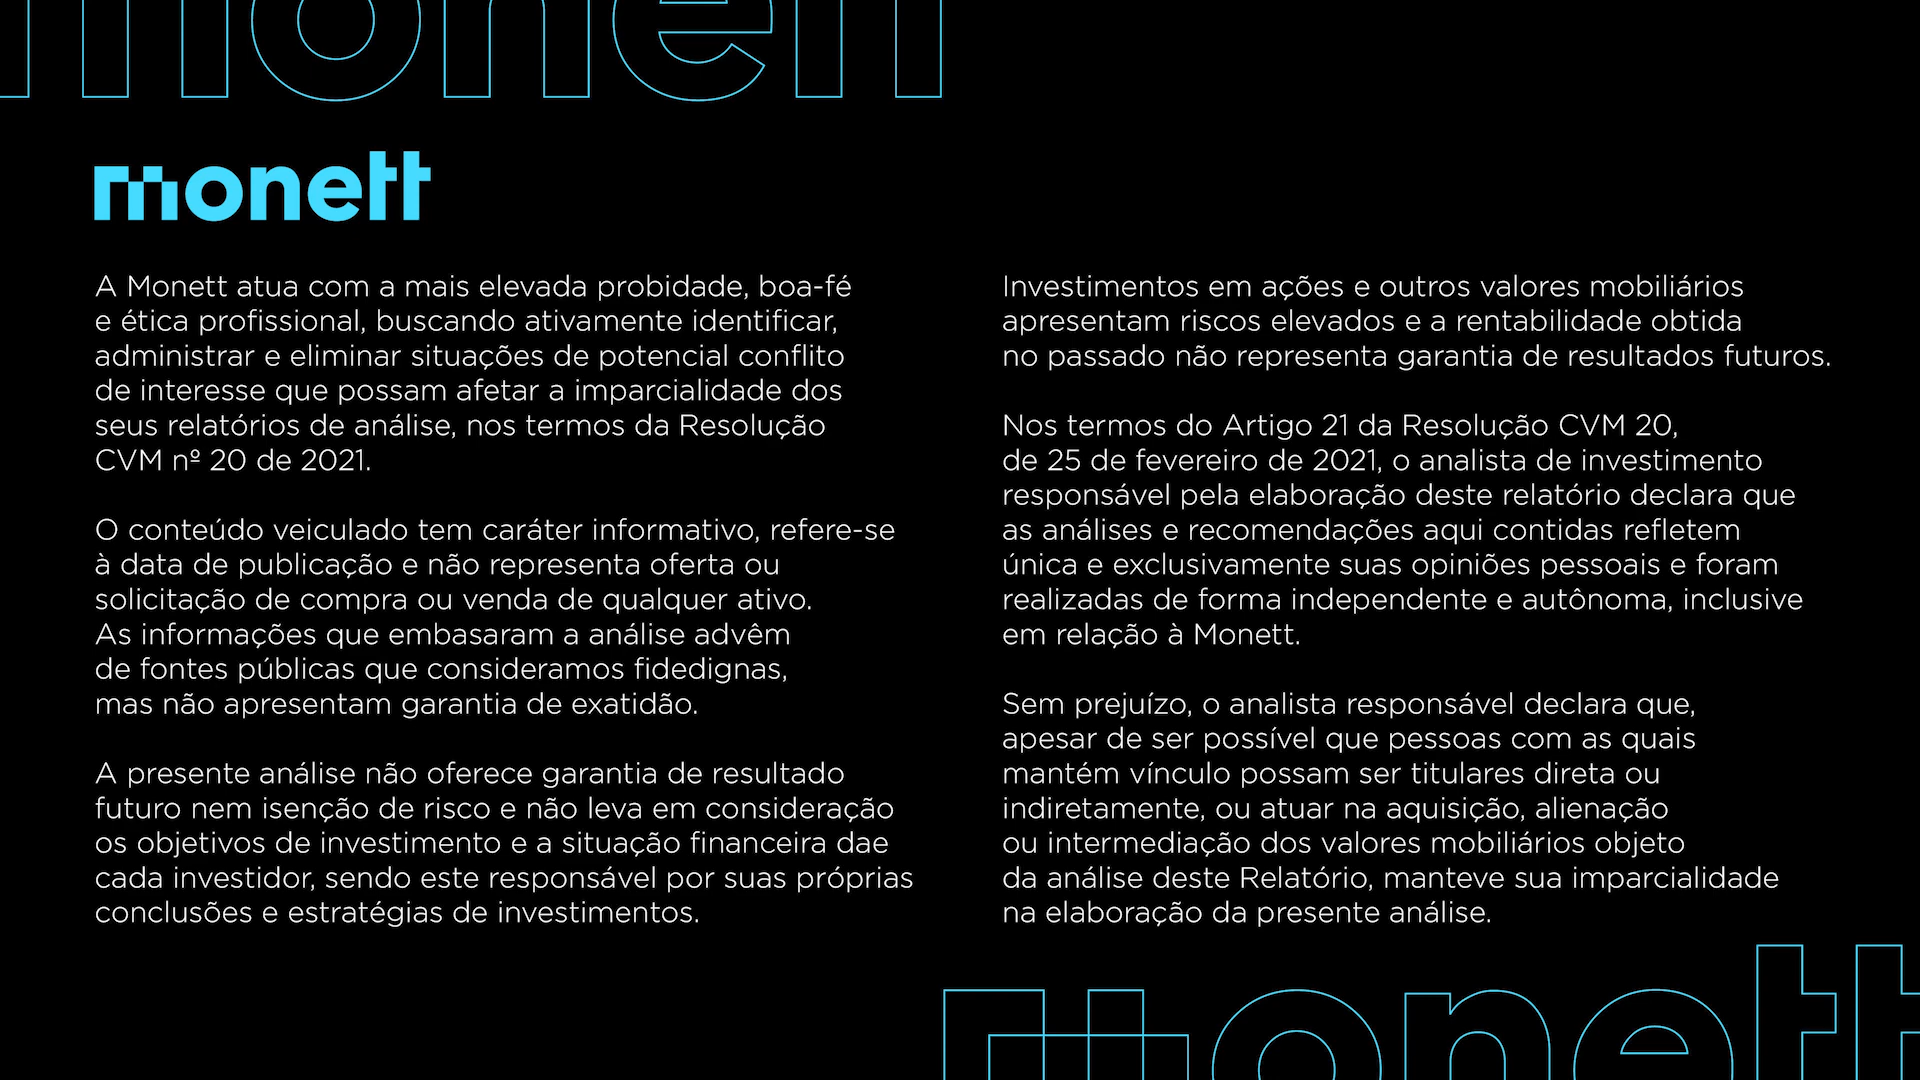 monett
monett
A Monett atua com a mais elevada probidade, boa-fé
e ética profissional, buscando ativamente identificar,
administrar e eliminar situações de potencial conflito
de interesse que possam afetar a imparcialidade dos
seus relatórios de análise, nos termos da Resolução
CVM nº 20 de 2021.
O conteúdo veiculado tem caráter informativo, refere-se
à data de publicação e não representa oferta ou
solicitação de compra ou venda de qualquer ativo.
As informações que embasaram a análise advêm
de fontes públicas que consideramos fidedignas,
mas não apresentam garantia de exatidão.
A presente análise não oferece garantia de resultado
futuro nem isenção de risco e não leva em consideração
os objetivos de investimento e a situação financeira dae
cada investidor, sendo este responsável por suas próprias
conclusões e estratégias de investimentos.
Investimentos em ações e outros valores mobiliários
apresentam riscos elevados e a rentabilidade obtida
no passado não representa garantia de resultados futuros.
Nos termos do Artigo 21 da Resolução CVM 20,
de 25 de fevereiro de 2021, o analista de investimento
responsável pela elaboração deste relatório declara que
as análises e recomendações aqui contidas refletem
única e exclusivamente suas opiniões pessoais e foram
realizadas de forma independente e autônoma, inclusive
em relação à Monett.
Sem prejuízo, o analista responsável declara que,
apesar de ser possível que pessoas com as quais
mantém vínculo possam ser titulares direta ou
indiretamente, ou atuar na aquisição, alienação
ou intermediação dos valores mobiliários objeto
da análise deste Relatório, manteve sua imparcialidade
na elaboração da presente análise.
monett